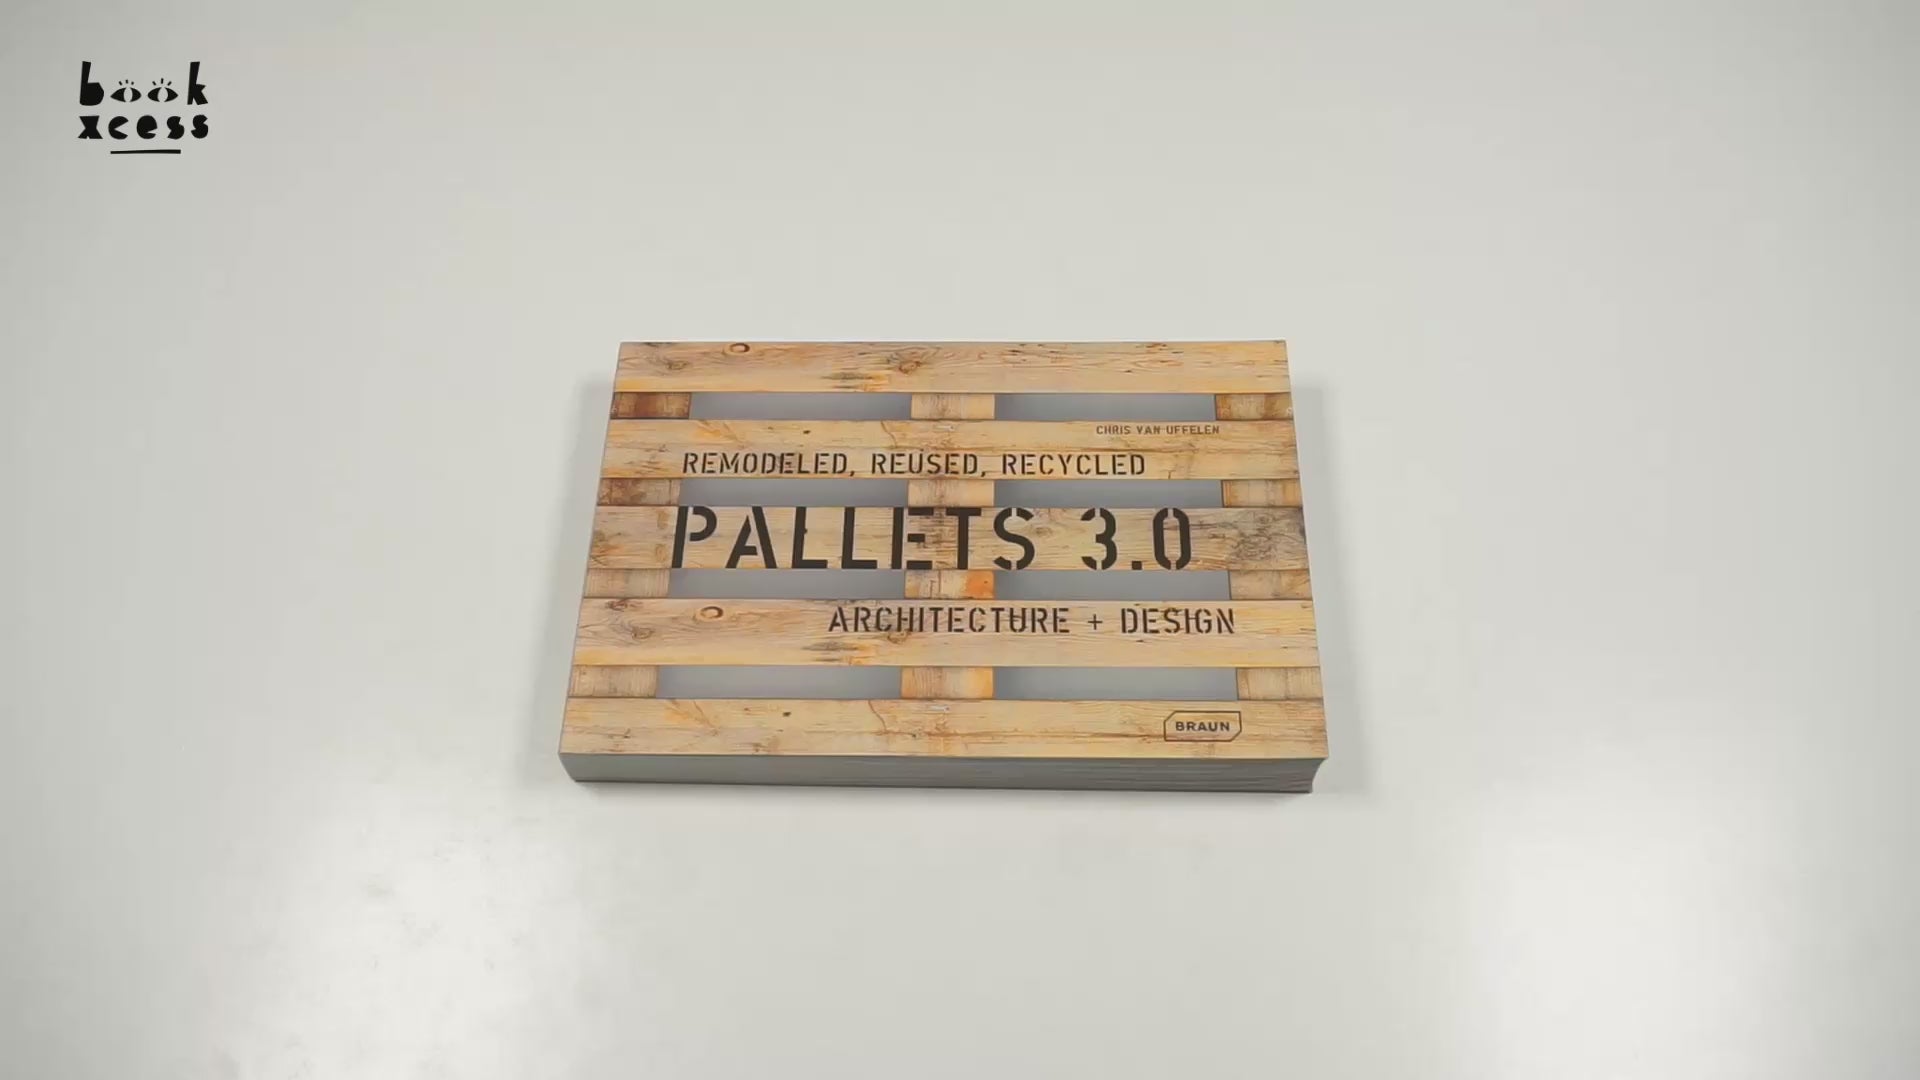 book
xcess
CHRIS VAN UFFELEN
REMODELED, REUSED, RECYCLED
PALLETS 3.0
ARCHITECTURE + DESIGN
BRAUN